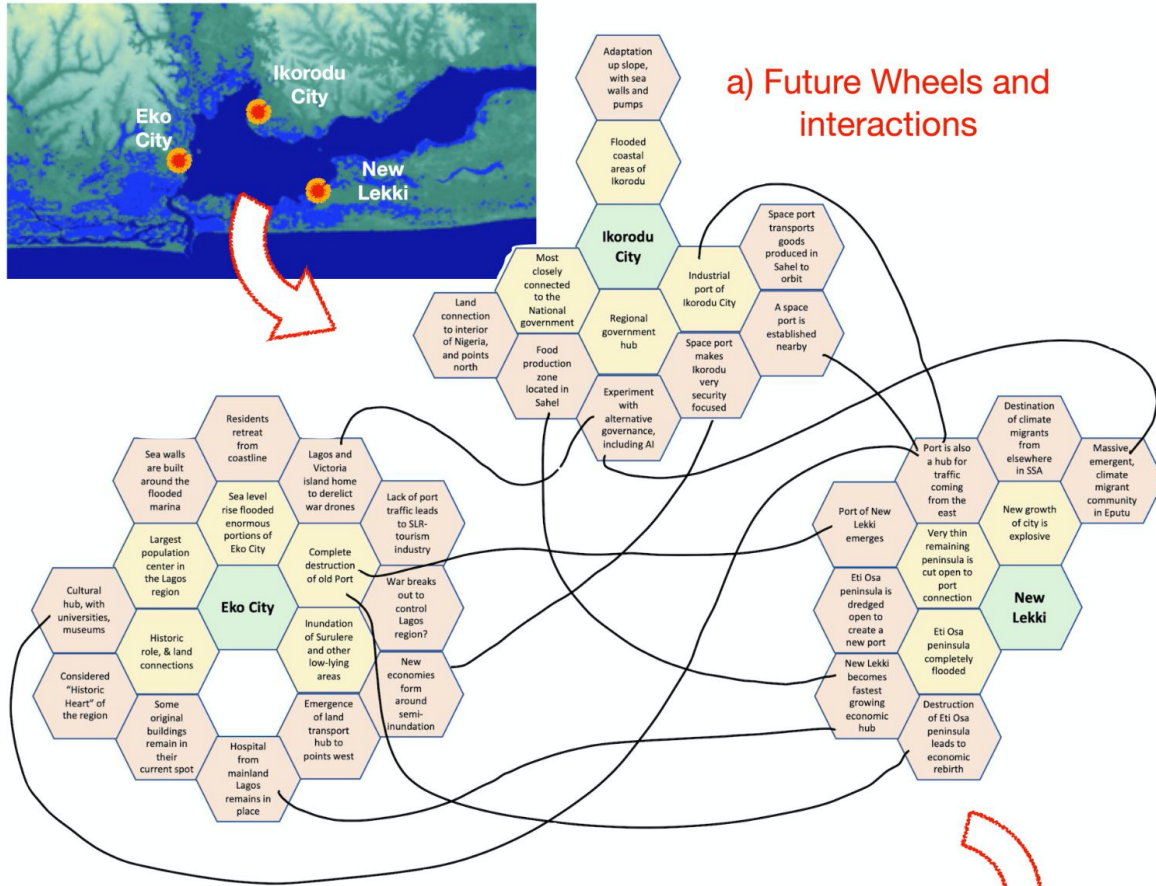 Ikorodu
City
Eko
City
New
Lekki
a) Future Wheels and
interactions
Adaptation
up slope,
with sea
walls and
pumps
Flooded
coastal
areas of
Ikorodu
Ikorodu
City
Most
closely
connected
to the
National
government
Industrial
port of
Ikorodu City
Space port
transports
goods
produced in
Sahel to
orbit
Land
connection
to interior
of Nigeria,
and points
north
Regional
government
hub
A space
port is
established
nearby
Food
production
zone
located in
Sahel
Space port
makes
Ikorodu
very
security
focused
Experiment
with
alternative
governance,
including AI
Residents
retreat
from
coastline
Sea walls
are built
around the
flooded
marina
Lagos and
Victoria
island home
to derelict
war drones
Sea level
rise flooded
enormous
portions of
Eko City
Lack of port
traffic leads
to SLR-
tourism
industry
Largest
population
center in
the Lagos
region
Complete
destruction
of old Port
Cultural
hub, with
universities,
museums
Eko City
War breaks
out to
control
Lagos
region?
Historic
role, & land
connections
Inundation
of Surulere
and other
low-lying
areas
Considered
“Historic
Heart” of
the region
New
economies
form
around
semi-
inundation
Some
original
buildings
remain in
their
current spot
Emergence
of land
transport
hub to
points west
Hospital
from
mainland
Lagos
remains in
place
Destination
of climate
migrants
from
elsewhere
in SSA
Port is also
a hub for
traffic
coming
from the
east
Massive,
emergent,
climate
migrant
community
in Eputu
Port of New
Lekki
emerges
New growth
of city is
explosive
Very thin
remaining
peninsula is
cut open to
port
connection
Eti Osa
peninsula is
dredged
open to
create a
new port
New
Lekki
Eti Osa
peninsula
completely
flooded
New Lekki
becomes
fastest
growing
economic
hub
Destruction
of Eti Osa
peninsula
leads to
economic
rebirth